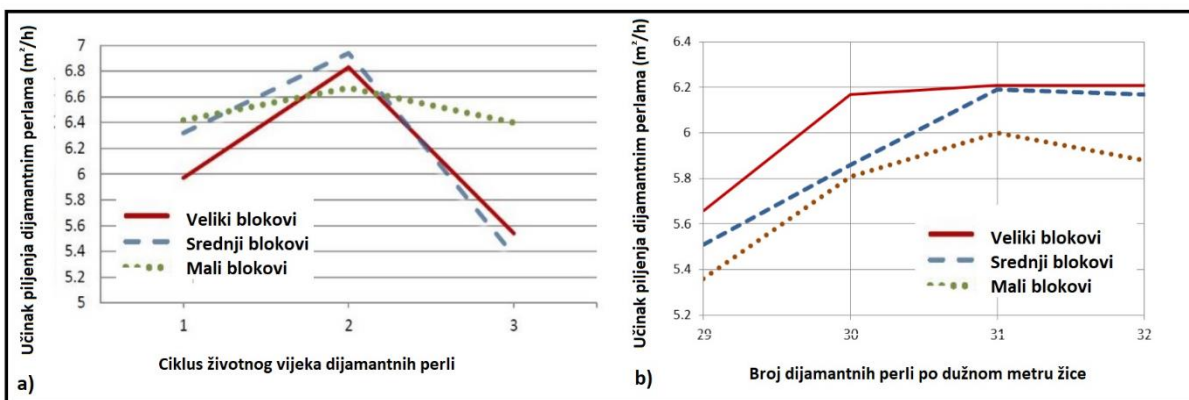 Učinak piljenja dijamantnim perlama (m²/h)
7
6.8
6.6
6.4
6.2
6
5.8
5.6
5.4
5.2
5
Veliki blokovi
Srednji blokovi
Mali blokovi
1 2 3
Ciklus životnog vijeka dijamantnih perli
a)
Učinak piljenja dijamantnim perlama (m²/h)
6.4
6.2
6
5.8
5.6
5.4
5.2
Veliki blokovi
Srednji blokovi
Mali blokovi
29 30 31 32
Broj dijamantnih perli po dužnom metru žice
b)